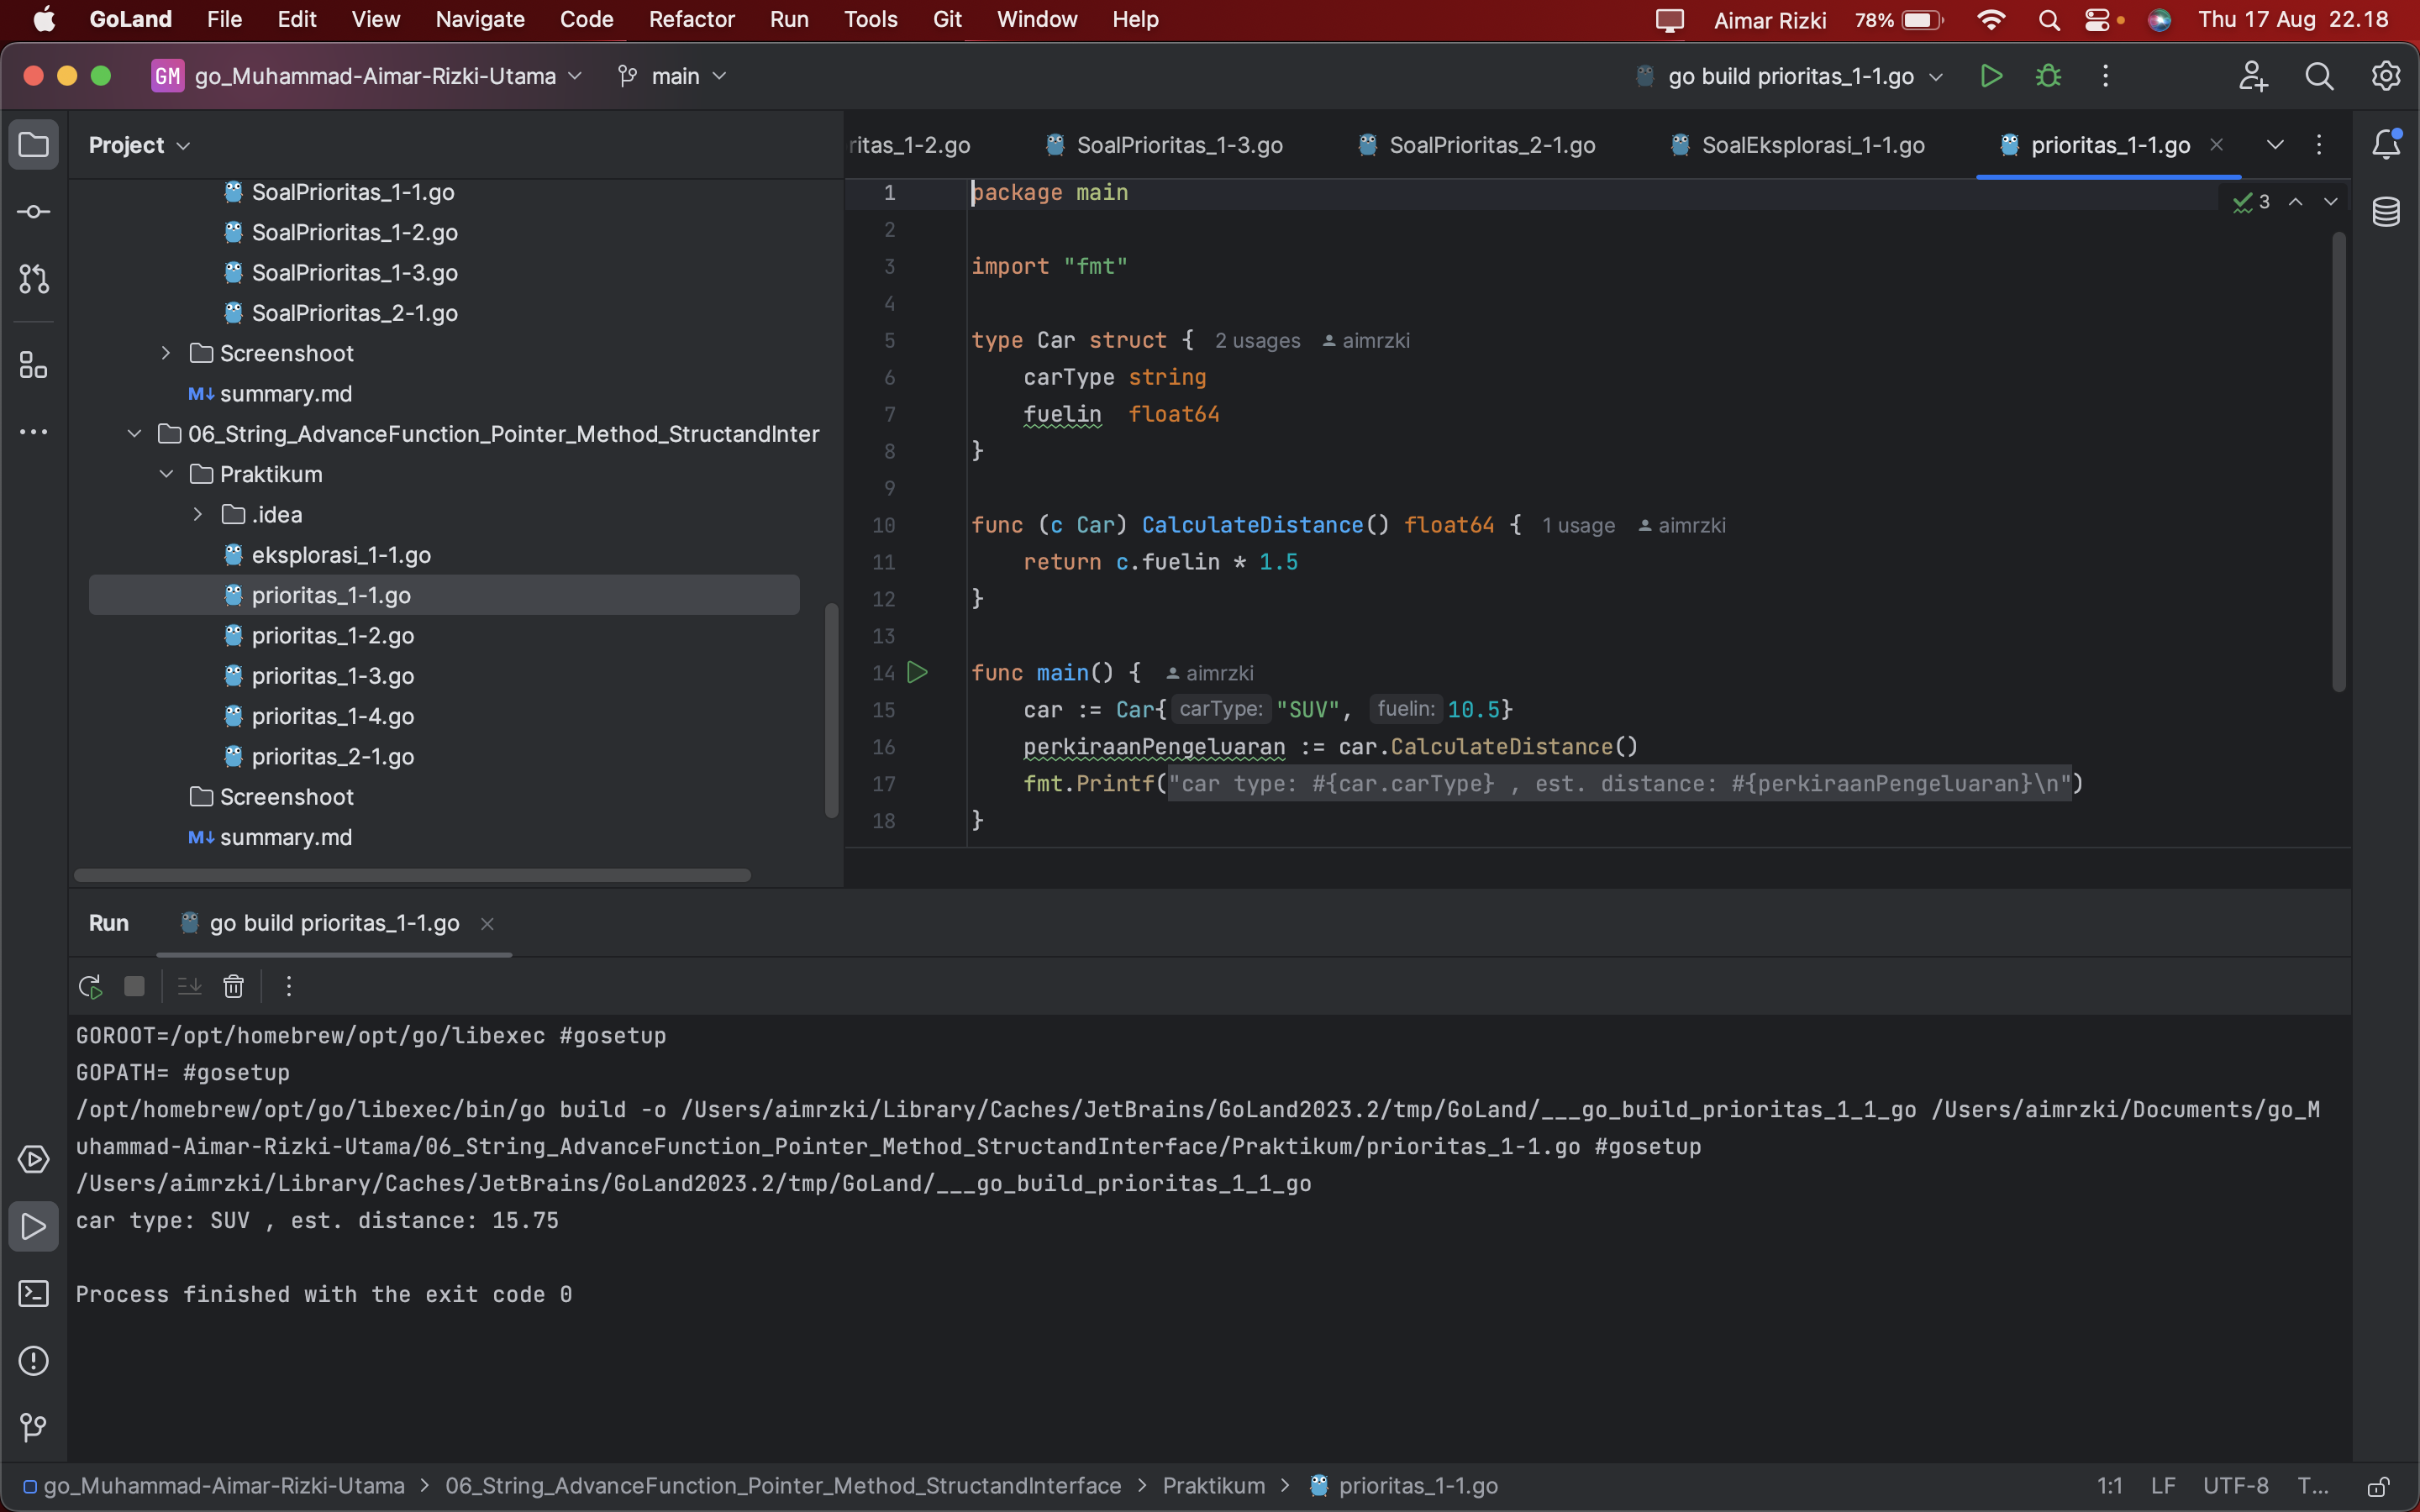 GoLand File Edit View Navigate Code Refactor Run Tools Git Window Help Aimar Rizki 78% Thu 17 Aug 22.18
GM go_Muhammad-Aimar-Rizki-Utama main go build prioritas_1-1.go
Project
SoalPrioritas_1-1.go
SoalPrioritas_1-2.go
SoalPrioritas_1-3.go
SoalPrioritas_2-1.go
Screenshoot
M↓ summary.md
06_String_AdvanceFunction_Pointer_Method_StructandInter
Praktikum
.idea
eksplorasi_1-1.go
prioritas_1-1.go
prioritas_1-2.go
prioritas_1-3.go
prioritas_1-4.go
prioritas_2-1.go
Screenshoot
M↓ summary.md
ritas_1-2.go SoalPrioritas_1-3.go SoalPrioritas_2-1.go SoalEksplorasi_1-1.go prioritas_1-1.go
3
1 package main
2
3 import "fmt"
4
5 type Car struct { 2 usages aimrzki
6 carType string
7 fuelin float64
8 }
9
10 func (c Car) CalculateDistance() float64 { 1 usage aimrzki
11 return c.fuelin * 1.5
12 }
13
14 func main() { aimrzki
15 car := Car{ carType: "SUV", fuelin: 10.5}
16 perkiraanPengeluaran := car.CalculateDistance()
17 fmt.Printf("car type: #{car.carType} , est. distance: #{perkiraanPengeluaran}\n")
18 }
Run go build prioritas_1-1.go
GOROOT=/opt/homebrew/opt/go/libexec #gosetup
GOPATH= #gosetup
/opt/homebrew/opt/go/libexec/bin/go build -o /Users/aimrzki/Library/Caches/JetBrains/GoLand2023.2/tmp/GoLand/___go_build_prioritas_1_1_go /Users/aimrzki/Documents/go_M
uhammad-Aimar-Rizki-Utama/06_String_AdvanceFunction_Pointer_Method_StructandInterface/Praktikum/prioritas_1-1.go #gosetup
/Users/aimrzki/Library/Caches/JetBrains/GoLand2023.2/tmp/GoLand/___go_build_prioritas_1_1_go
car type: SUV , est. distance: 15.75
Process finished with the exit code 0
go_Muhammad-Aimar-Rizki-Utama > 06_String_AdvanceFunction_Pointer_Method_StructandInterface > Praktikum > prioritas_1-1.go 1:1 LF UTF-8 T...